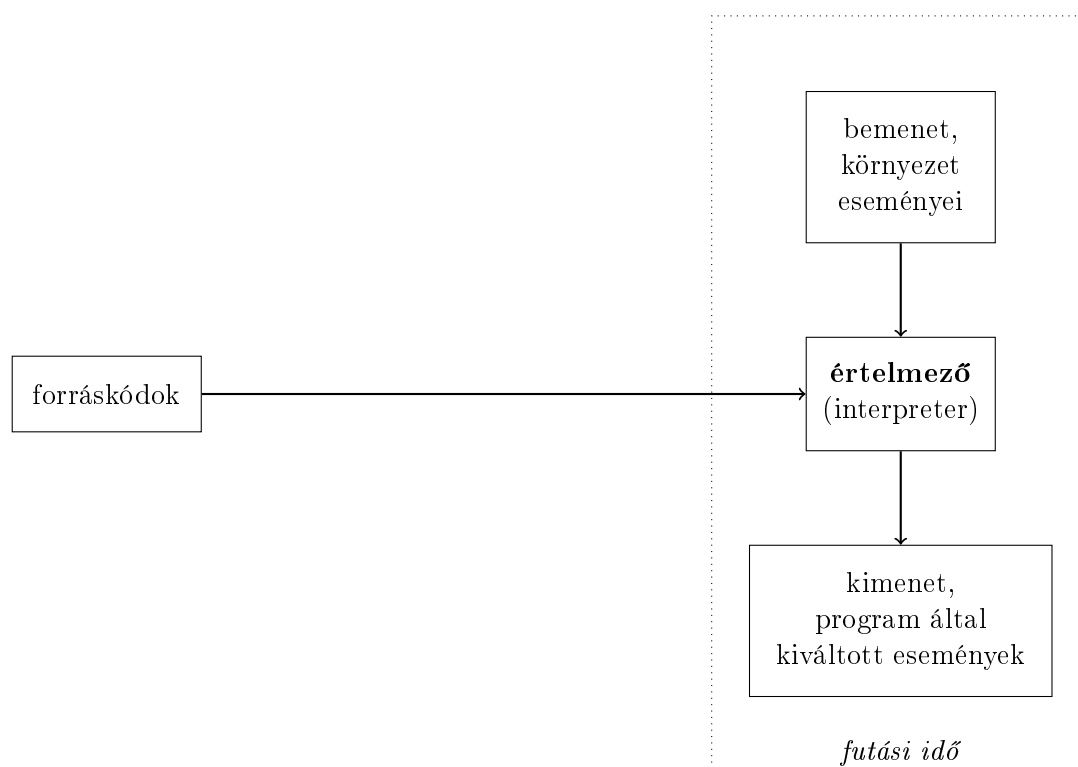 bemenet,
környezet
eseményei
forráskódok
értelmező
(interpreter)
kimenet,
program által
kiváltott események
futási idő